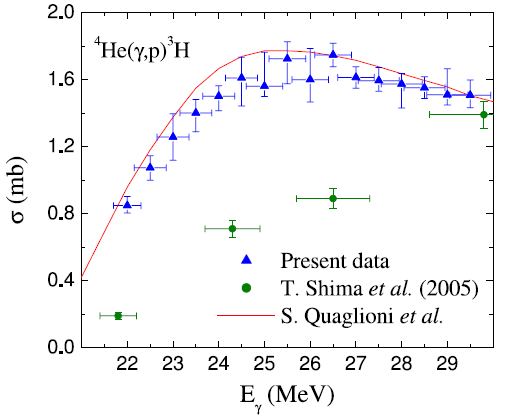 ⁴He(γ,p)³H
2.0
1.6
1.2
0.8
0.4
0.0
σ (mb)
Present data
T. Shima et al. (2005)
S. Quaglioni et al.
22 23 24 25 26 27 28 29
E_γ (MeV)